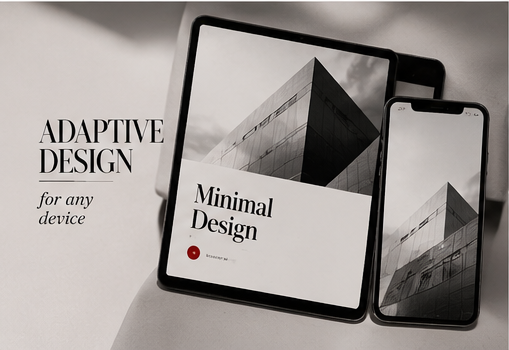 ADAPTIVE
DESIGN
for any
device
Minimal
Design